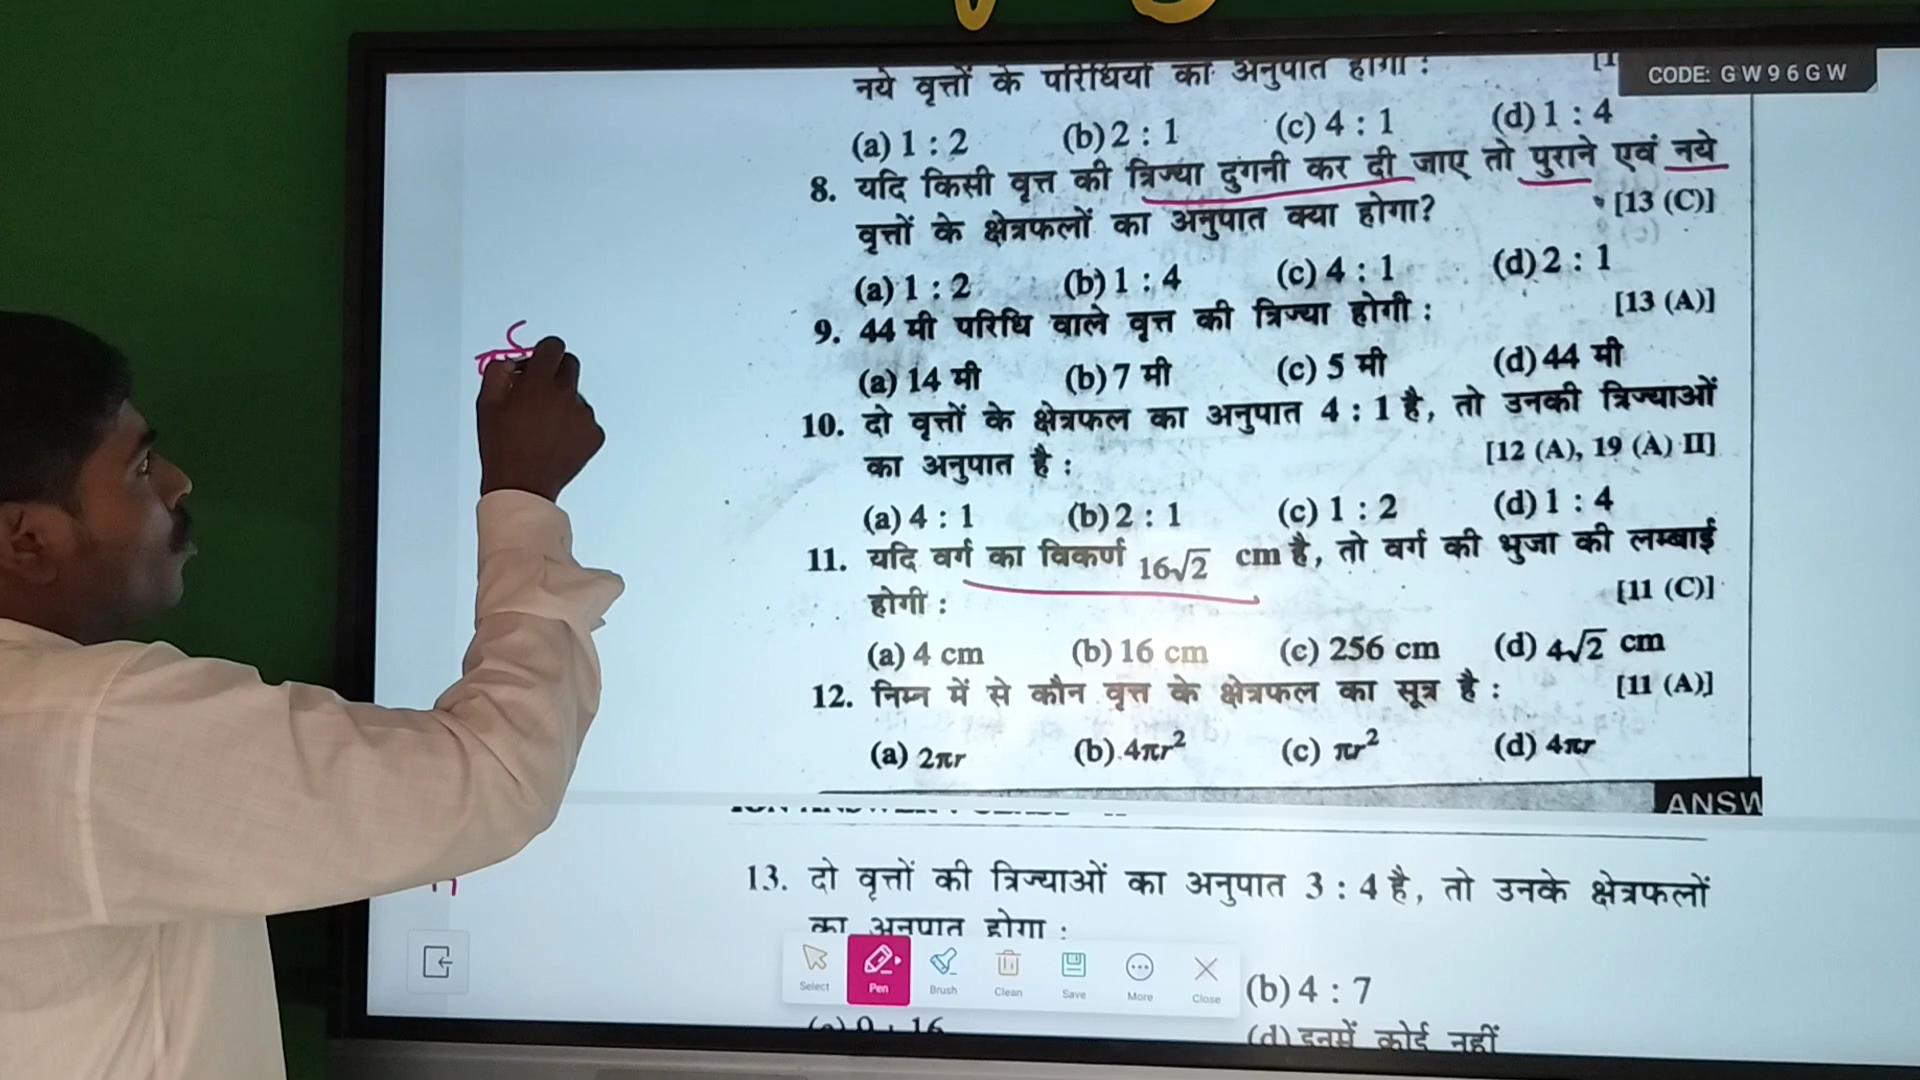 नये वृत्तों के परिधियों का अनुपात होगा :
CODE: GW96GW
(a) 1 : 2 (b) 2 : 1 (c) 4 : 1 (d) 1 : 4
8. यदि किसी वृत्त की त्रिज्या दुगनी कर दी जाए तो पुराने एवं नये
वृत्तों के क्षेत्रफलों का अनुपात क्या होगा? [13 (C)]
(a) 1 : 2 (b) 1 : 4 (c) 4 : 1 (d) 2 : 1
9. 44 मी परिधि वाले वृत्त की त्रिज्या होगी : [13 (A)]
(a) 14 मी (b) 7 मी (c) 5 मी (d) 44 मी
10. दो वृत्तों के क्षेत्रफल का अनुपात 4 : 1 है, तो उनकी त्रिज्याओं
का अनुपात है : [12 (A), 19 (A) II]
(a) 4 : 1 (b) 2 : 1 (c) 1 : 2 (d) 1 : 4
11. यदि वर्ग का विकर्ण 16√2 cm है, तो वर्ग की भुजा की लम्बाई
होगी : [11 (C)]
(a) 4 cm (b) 16 cm (c) 256 cm (d) 4√2 cm
12. निम्न में से कौन वृत्त के क्षेत्रफल का सूत्र है : [11 (A)]
(a) 2πr (b) 4πr² (c) πr² (d) 4πr
ANSW
13. दो वृत्तों की त्रिज्याओं का अनुपात 3 : 4 है, तो उनके क्षेत्रफलों
का अनुपात होगा :
Select Pen Brush Clean Save More Close
(b) 4 : 7
(d) इनमें कोई नहीं